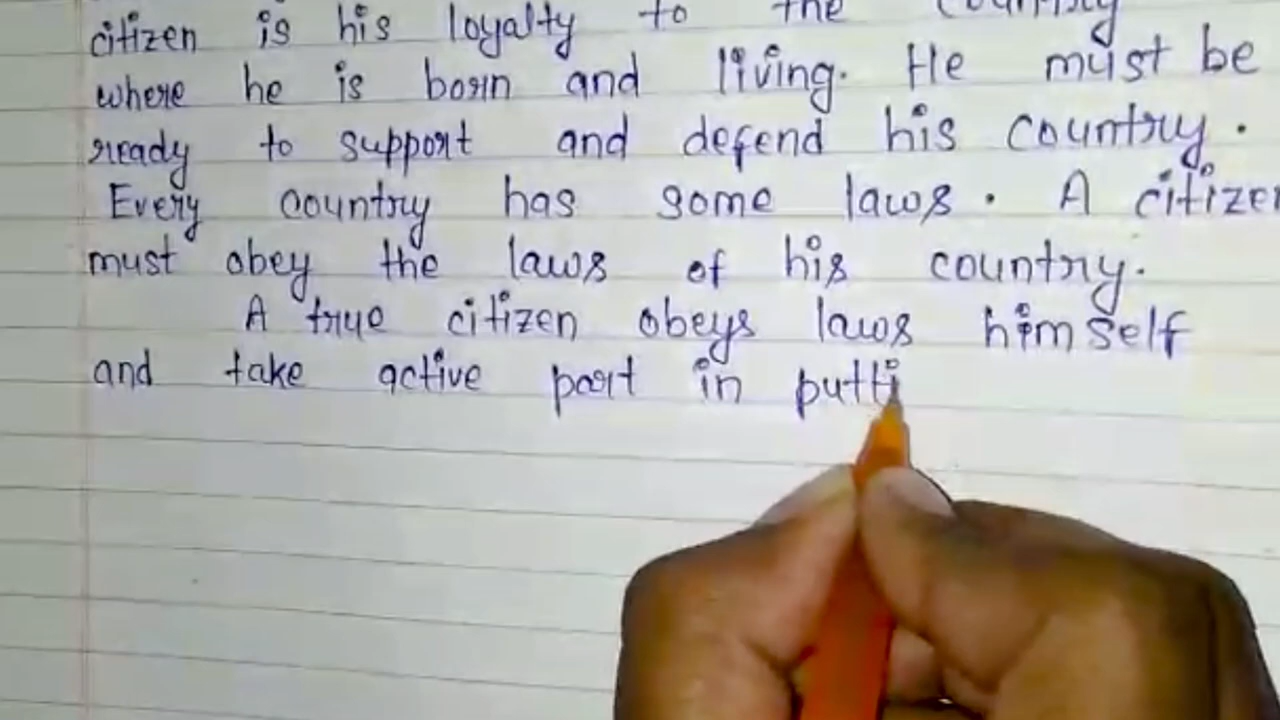 citizen is his loyalty to the country
where he is born and living. He must be
ready to support and defend his country.
Every country has some laws. A citizen
must obey the laws of his country.
A true citizen obeys laws himself
and take active part in putti